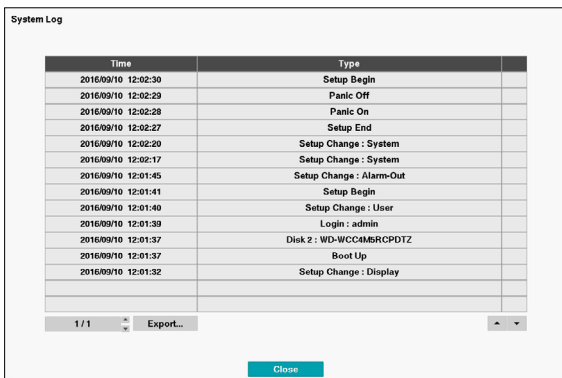 System Log
Time Type
2016/09/10 12:02:30 Setup Begin
2016/09/10 12:02:29 Panic Off
2016/09/10 12:02:28 Panic On
2016/09/10 12:02:27 Setup End
2016/09/10 12:02:20 Setup Change : System
2016/09/10 12:02:17 Setup Change : System
2016/09/10 12:01:45 Setup Change : Alarm-Out
2016/09/10 12:01:41 Setup Begin
2016/09/10 12:01:40 Setup Change : User
2016/09/10 12:01:39 Login : admin
2016/09/10 12:01:37 Disk 2 : WD-WCC4M5RCPDTZ
2016/09/10 12:01:37 Boot Up
2016/09/10 12:01:32 Setup Change : Display
1 / 1 Export...
Close